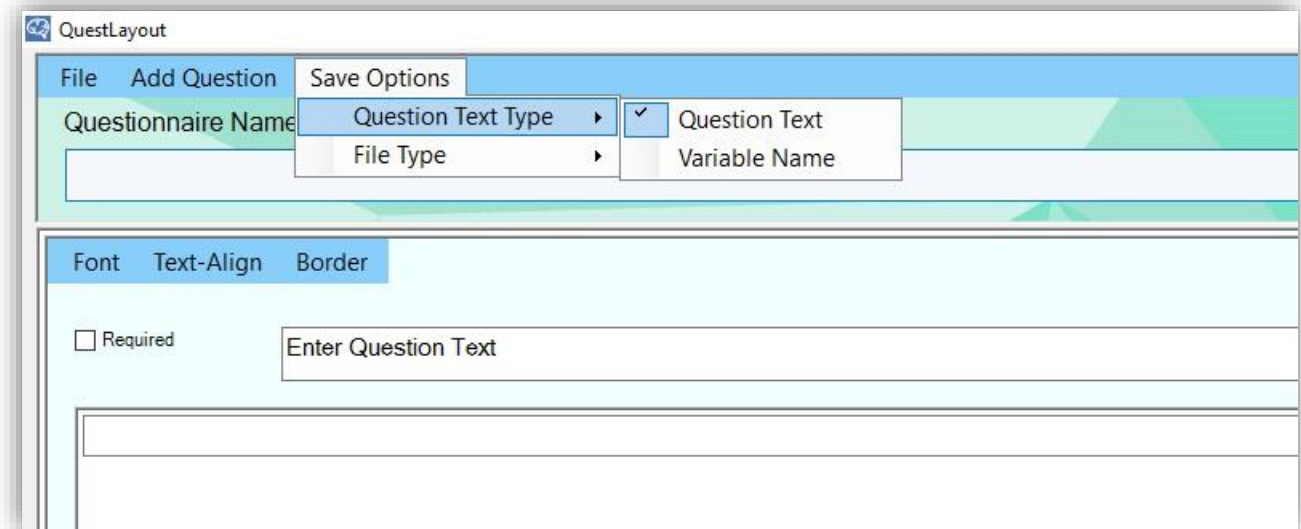 QuestLayout
File Add Question Save Options
Questionnaire Name
Question Text Type
File Type
Question Text
Variable Name
Font Text-Align Border
Required
Enter Question Text